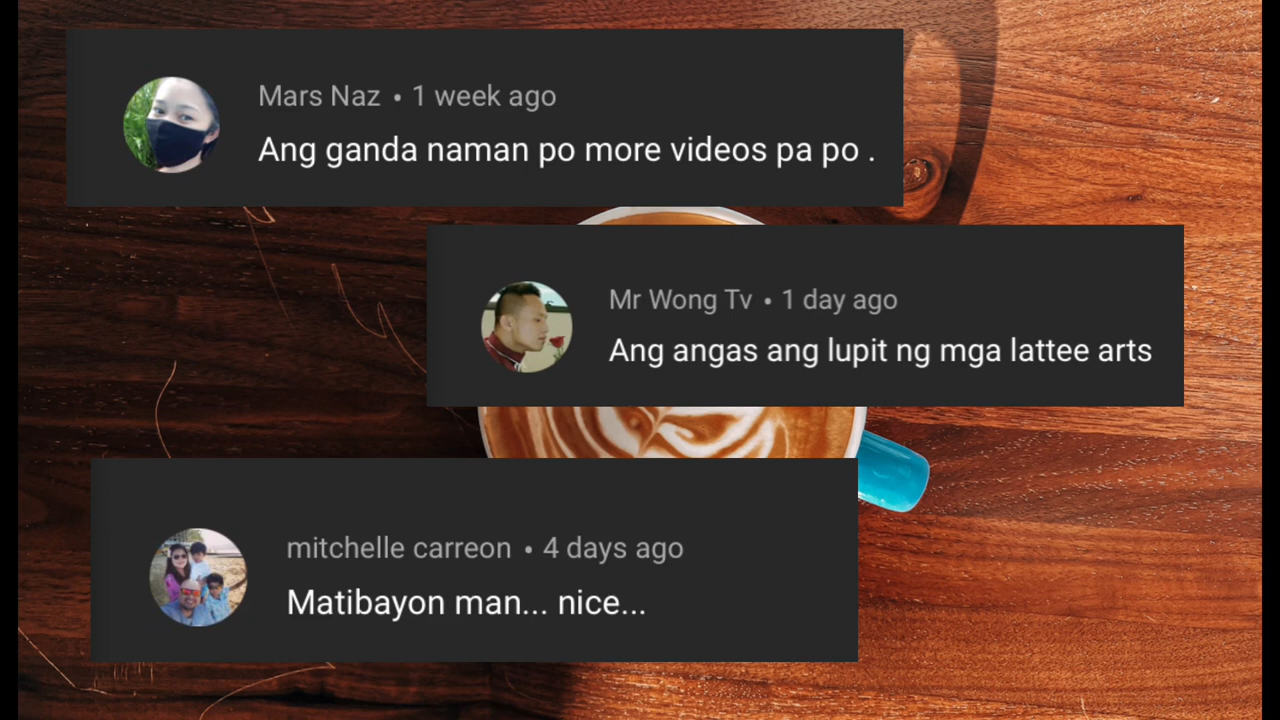 Mars Naz • 1 week ago
Ang ganda naman po more videos pa po .
Mr Wong Tv • 1 day ago
Ang angas ang lupit ng mga lattee arts
mitchelle carreon • 4 days ago
Matibayon man... nice...